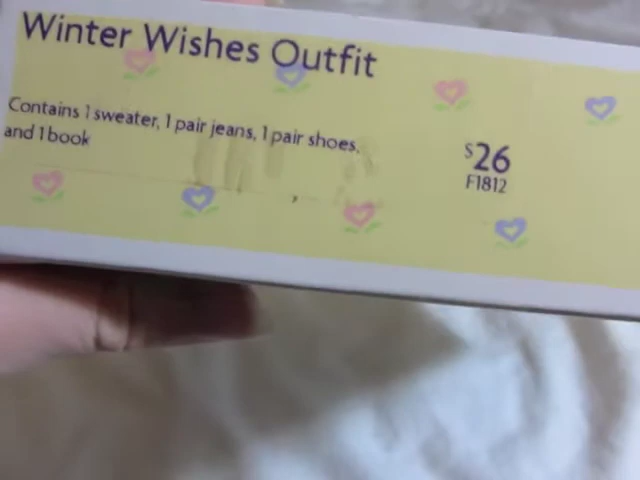 Winter Wishes Outfit
Contains 1 sweater, 1 pair jeans, 1 pair shoes,
and 1 book
$26
F1812